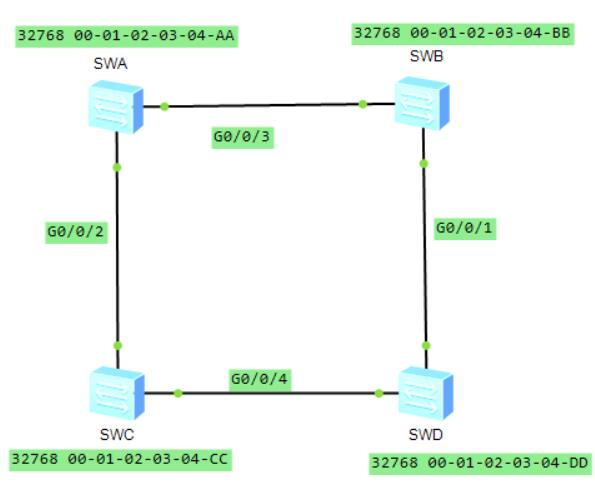 32768 00-01-02-03-04-AA
32768 00-01-02-03-04-BB
SWA
SWB
G0/0/3
G0/0/2
G0/0/1
G0/0/4
SWC
SWD
32768 00-01-02-03-04-CC
32768 00-01-02-03-04-DD